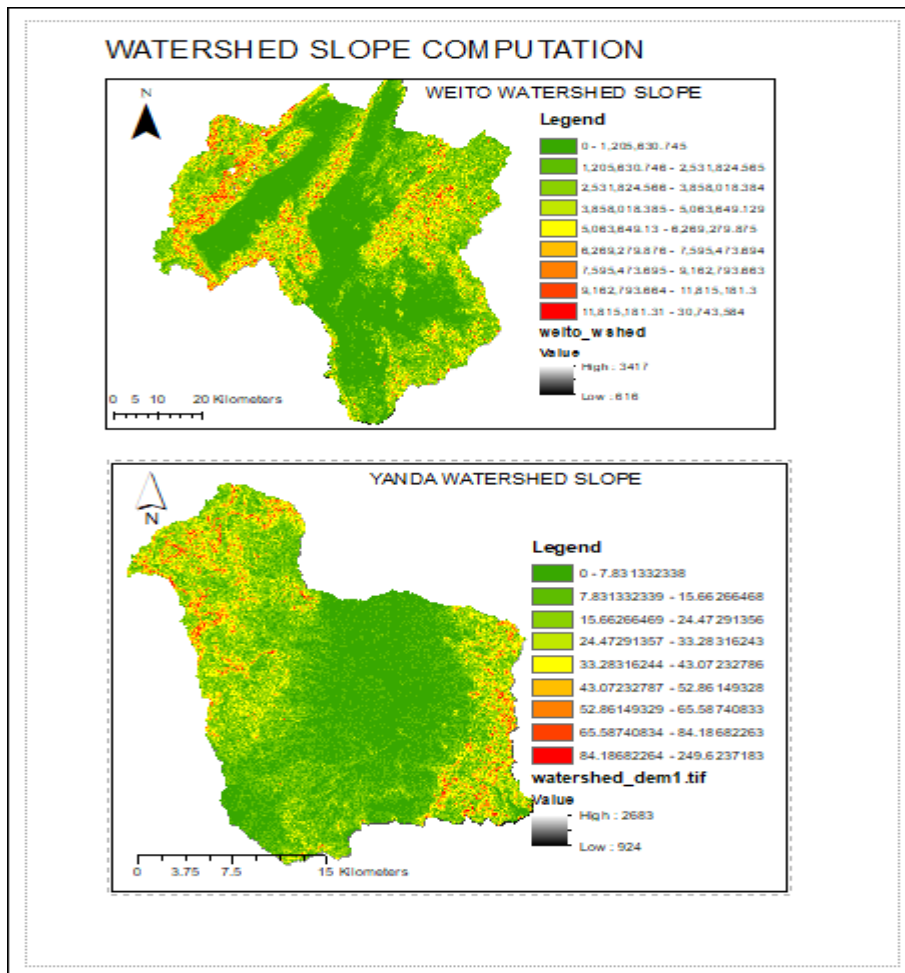 WATERSHED SLOPE COMPUTATION
N
WEITO WATERSHED SLOPE
Legend
0 - 1,205,630.745
1,205,630.746 - 2,531,824.565
2,531,824.566 - 3,858,018.384
3,858,018.385 - 5,063,649.129
5,063,649.13 - 6,269,279.875
6,269,279.876 - 7,595,473.694
7,595,473.695 - 9,162,793.663
9,162,793.664 - 11,815,181.3
11,815,181.31 - 30,743,584
weito_wshed
Value
High : 3417
Low : 616
0 5 10 20 Kilometers
YANDA WATERSHED SLOPE
N
Legend
0 - 7.831332338
7.831332339 - 15.66266468
15.66266469 - 24.47291356
24.47291357 - 33.28316243
33.28316244 - 43.07232786
43.07232787 - 52.86149328
52.86149329 - 65.58740833
65.58740834 - 84.18682263
84.18682264 - 249.6237183
watershed_dem1.tif
Value
High : 2683
Low : 924
0 3.75 7.5 15 Kilometers